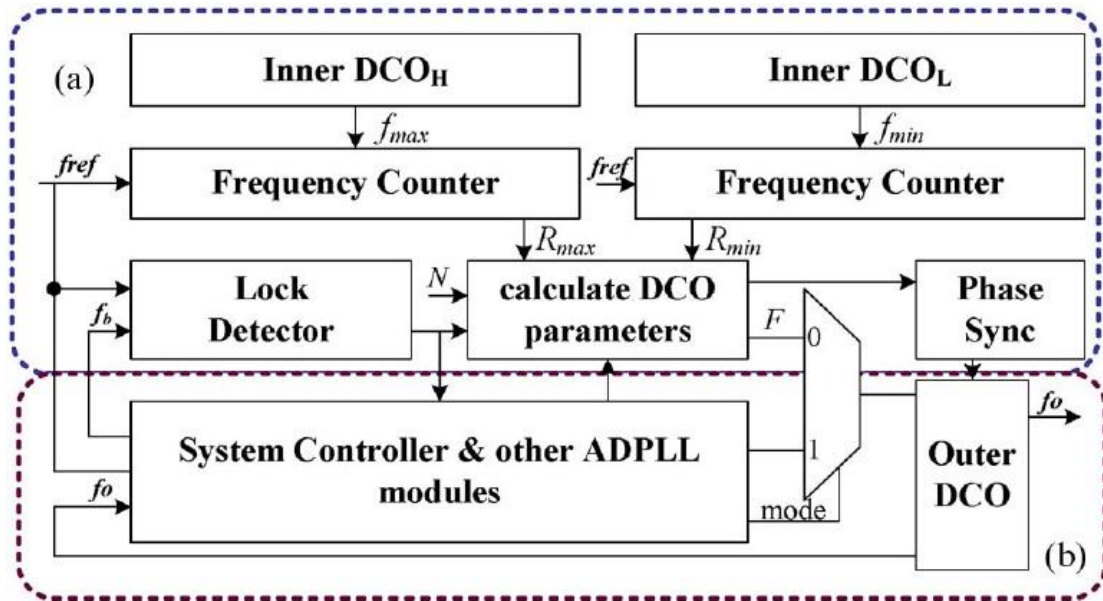 (a)
Inner DCOH
Inner DCOL
fmax
fmin
fref
Frequency Counter
fref
Frequency Counter
Rmax
Rmin
fb
Lock
Detector
N
calculate DCO
parameters
F
0
Phase
Sync
System Controller & other ADPLL
modules
1
mode
fo
Outer
DCO
fo
(b)